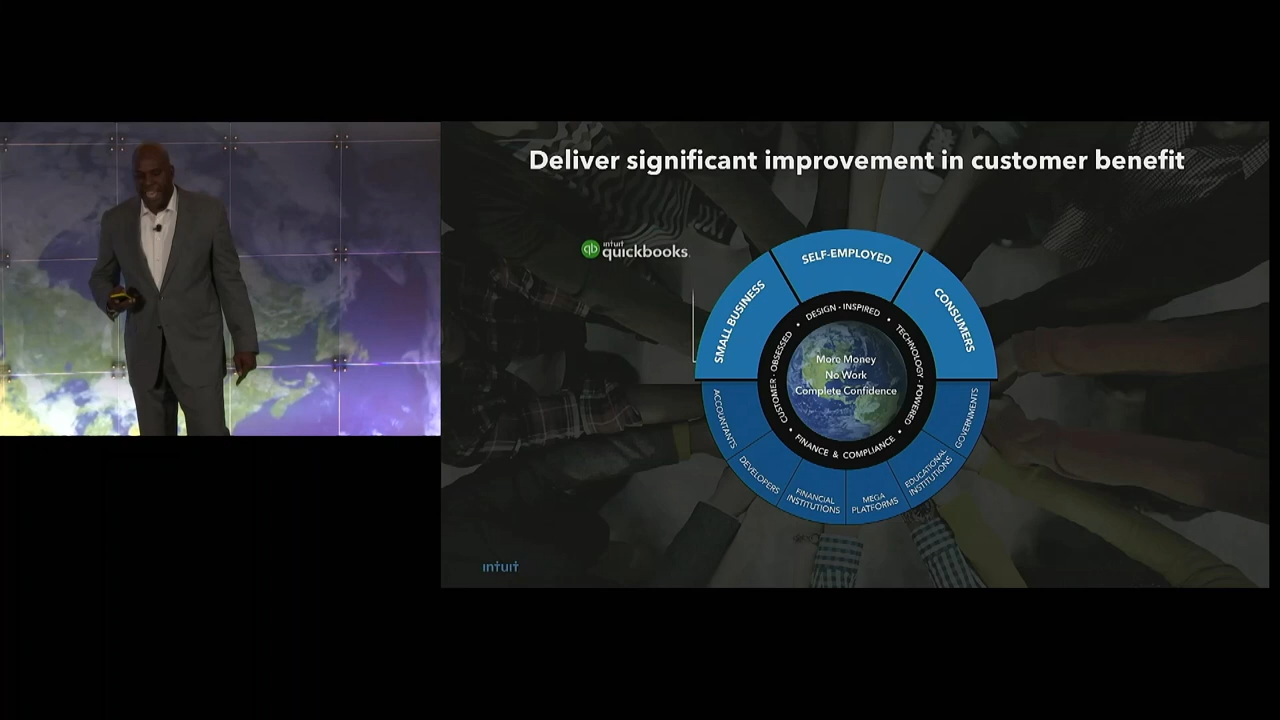 Deliver significant improvement in customer benefit
qb
intuit
quickbooks.
SMALL BUSINESS
SELF-EMPLOYED
CONSUMERS
CUSTOMER - OBSESSED • DESIGN - INSPIRED • TECHNOLOGY - POWERED • FINANCE & COMPLIANCE •
More Money
No Work
Complete Confidence
ACCOUNTANTS
DEVELOPERS
FINANCIAL
INSTITUTIONS
MEGA
PLATFORMS
EDUCATIONAL
INSTITUTIONS
GOVERNMENTS
intuit